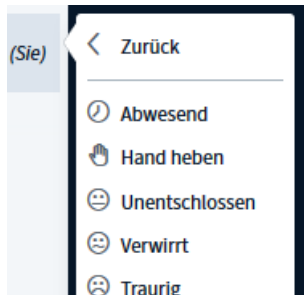 (Sie)
Zurück
Abwesend
Hand heben
Unentschlossen
Verwirrt
Traurig